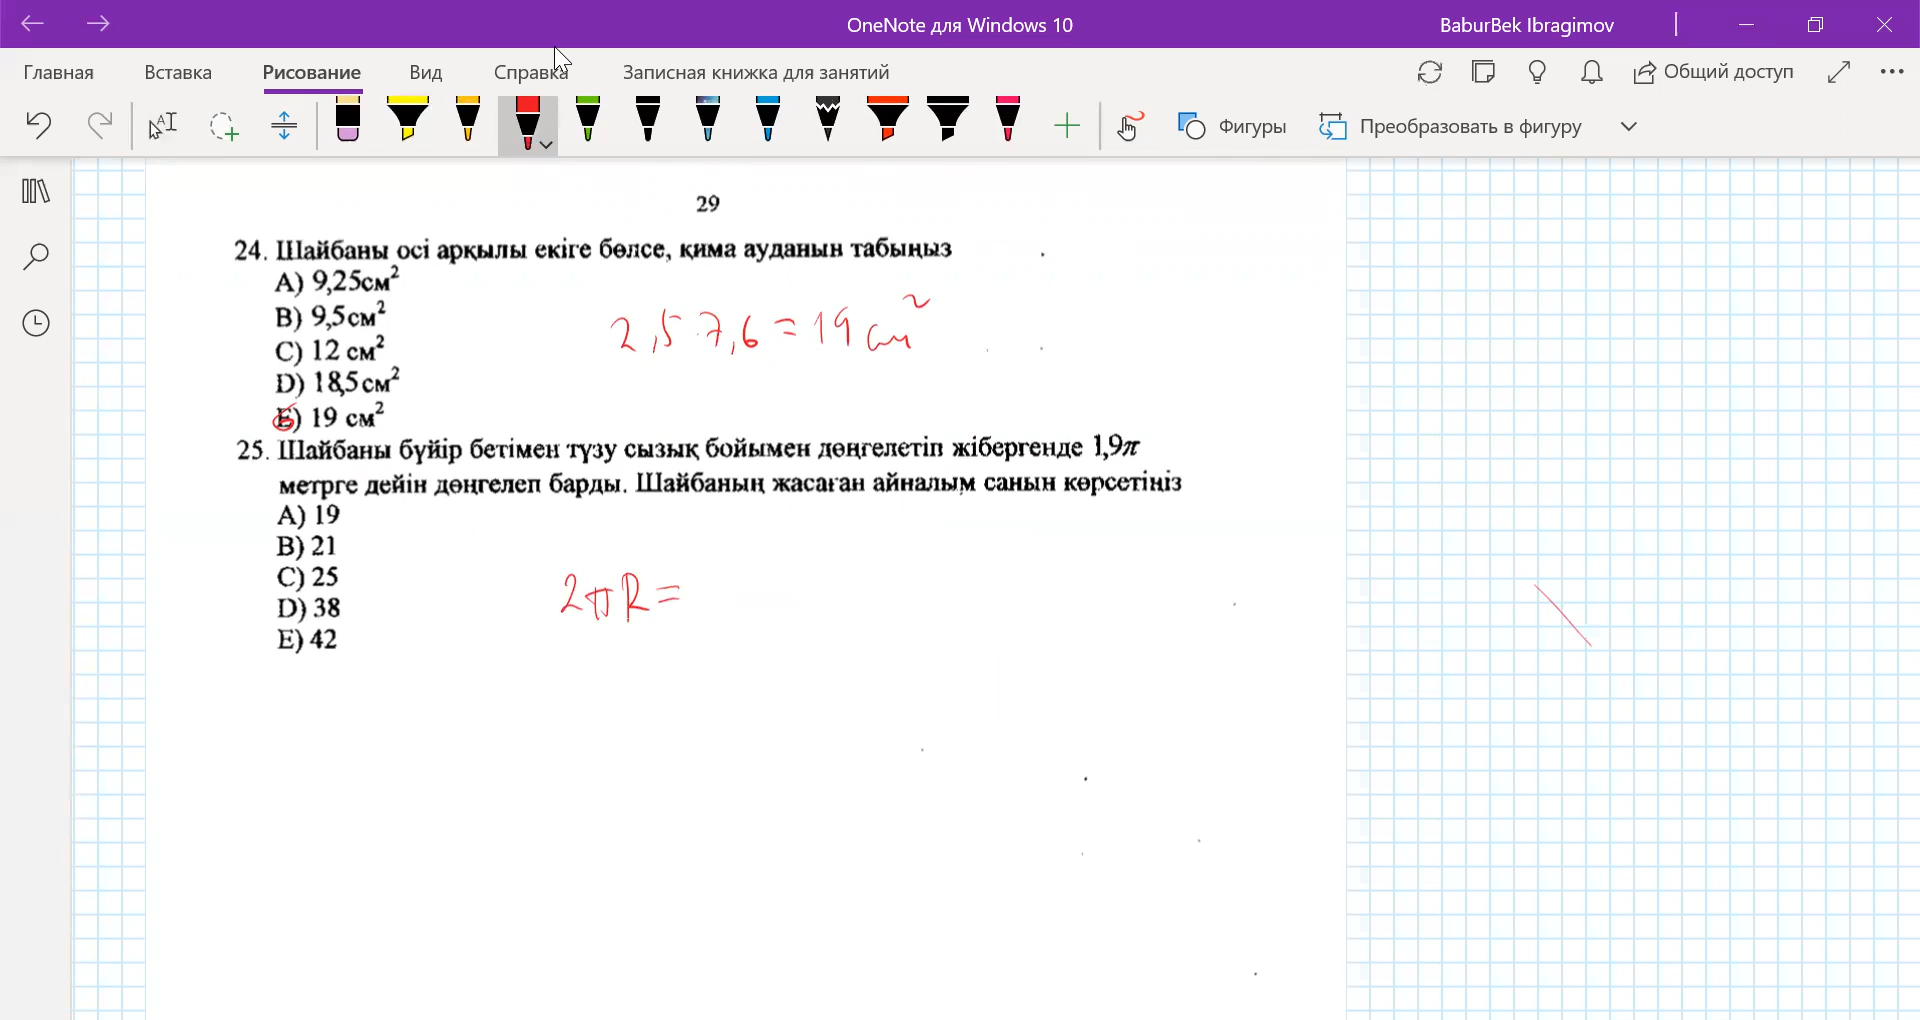 OneNote для Windows 10
BaburBek Ibragimov
Главная Вставка Рисование Вид Справка Записная книжка для занятий
Общий доступ
Фигуры Преобразовать в фигуру
29
24. Шайбаны осі арқылы екіге бөлсе, қима ауданын табыңыз
A) 9,25см²
B) 9,5см²
C) 12 см²
D) 18,5см²
E) 19 см²
2,5·7,6=19см²
25. Шайбаны бүйір бетімен түзу сызық бойымен дөңгелетіп жібергенде 1,9π
метрге дейін дөңгелеп барды. Шайбаның жасаған айналым санын көрсетіңіз
A) 19
B) 21
C) 25
D) 38
E) 42
2πR=